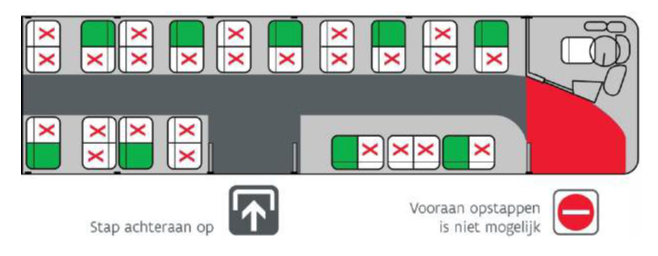 Stap achteraan op
Vooraan opstappen
is niet mogelijk